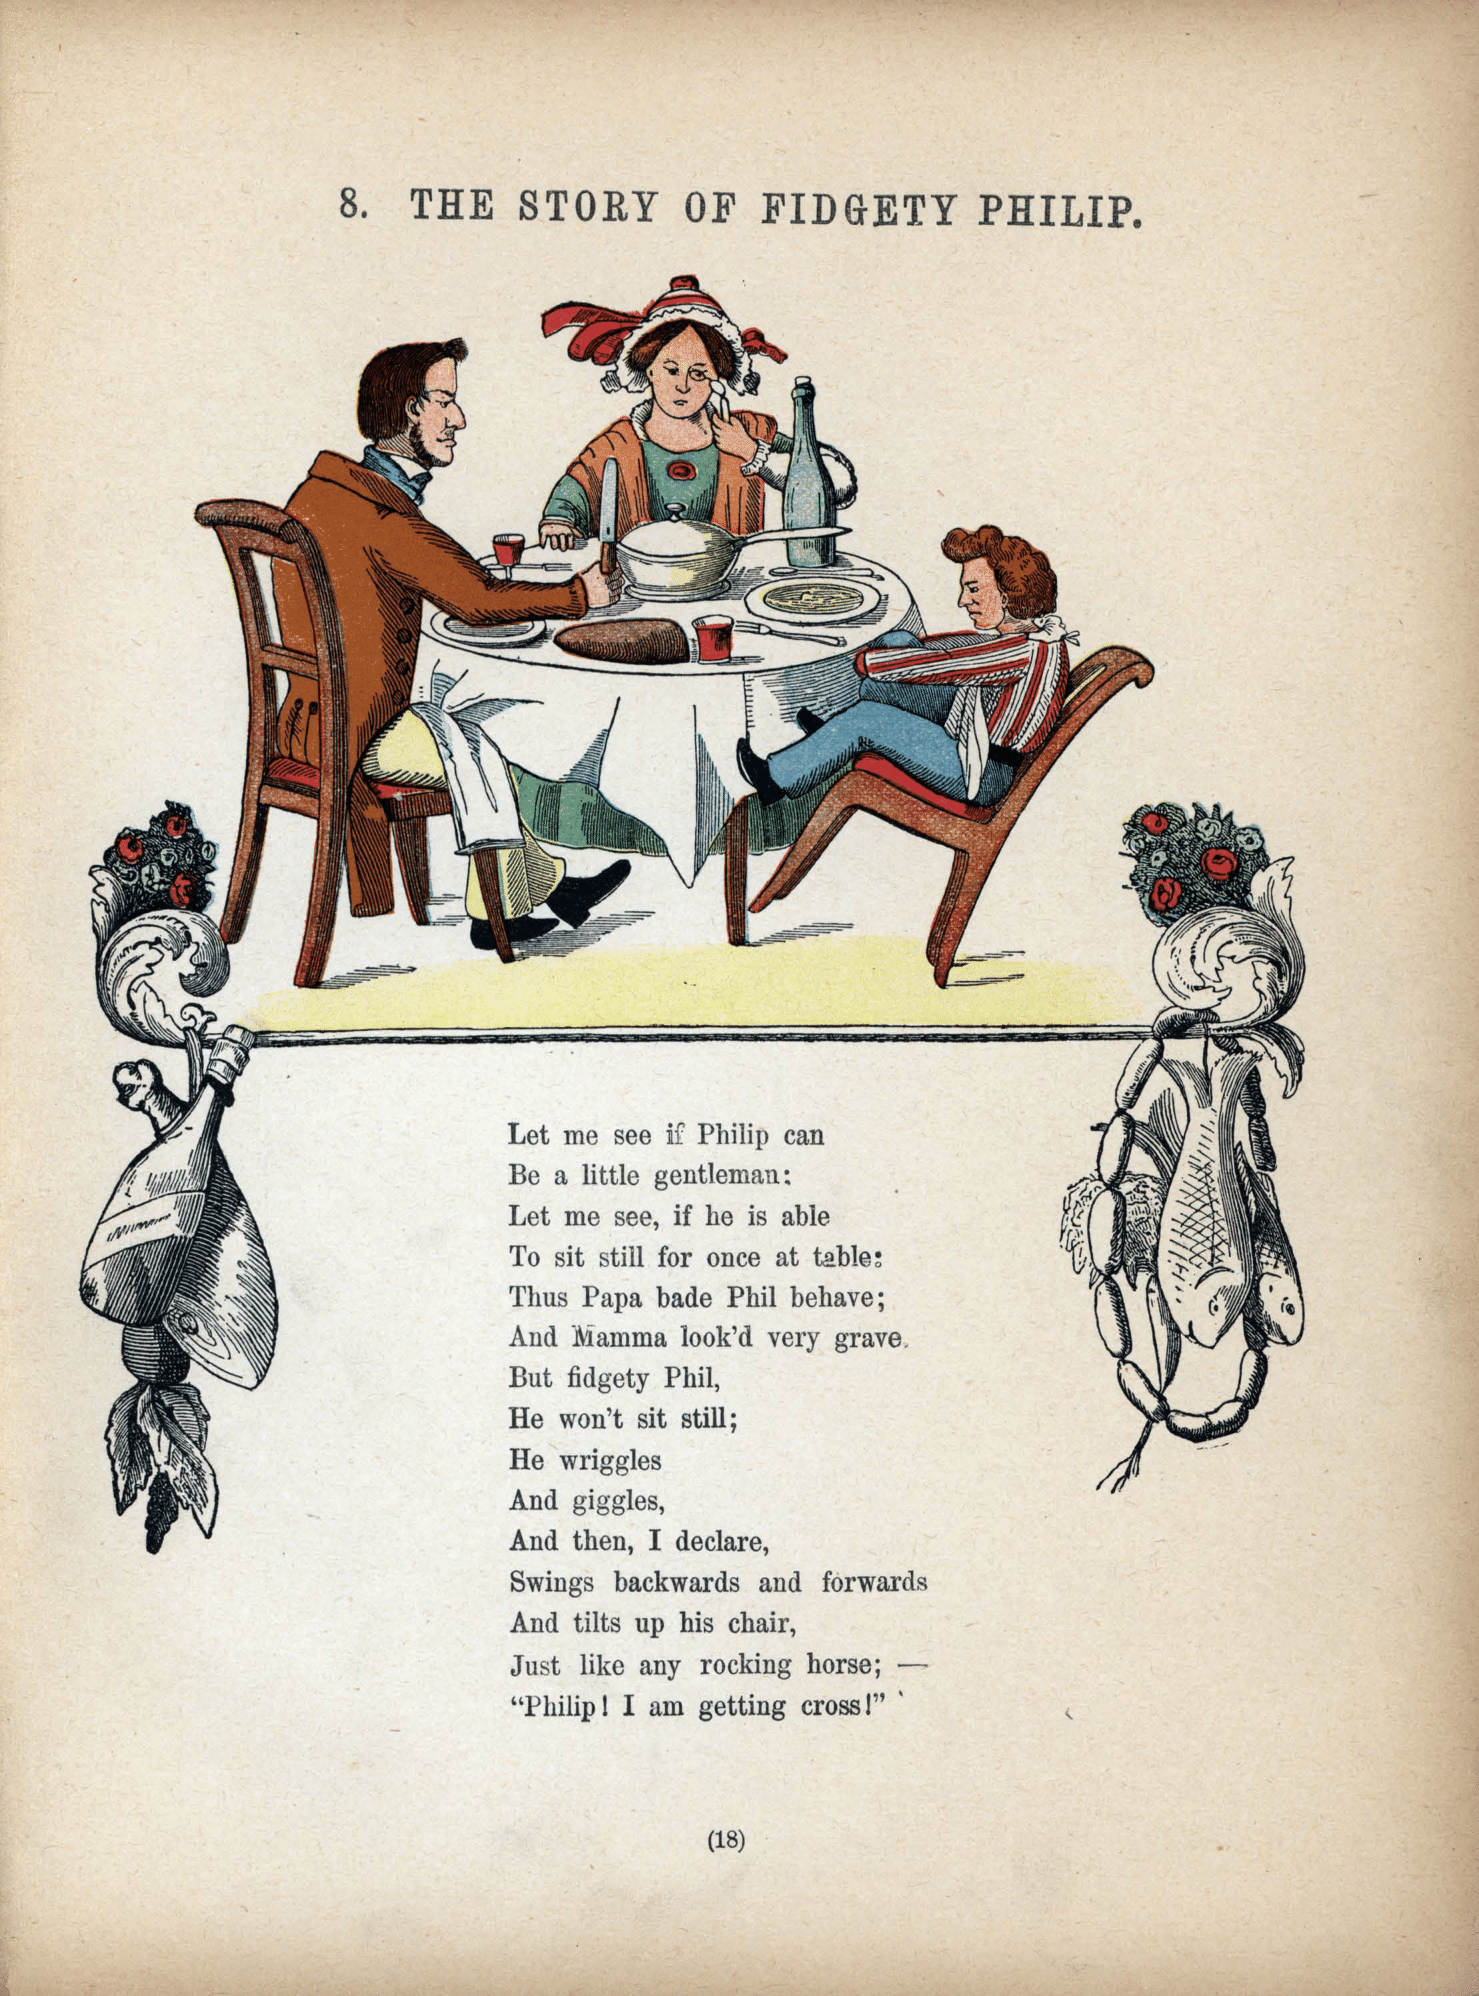 8. THE STORY OF FIDGETY PHILIP.
Let me see if Philip can
Be a little gentleman:
Let me see, if he is able
To sit still for once at table:
Thus Papa bade Phil behave;
And Mamma look'd very grave.
But fidgety Phil,
He won't sit still;
He wriggles
And giggles,
And then, I declare,
Swings backwards and forwards
And tilts up his chair,
Just like any rocking horse; —
“Philip! I am getting cross!”
(18)